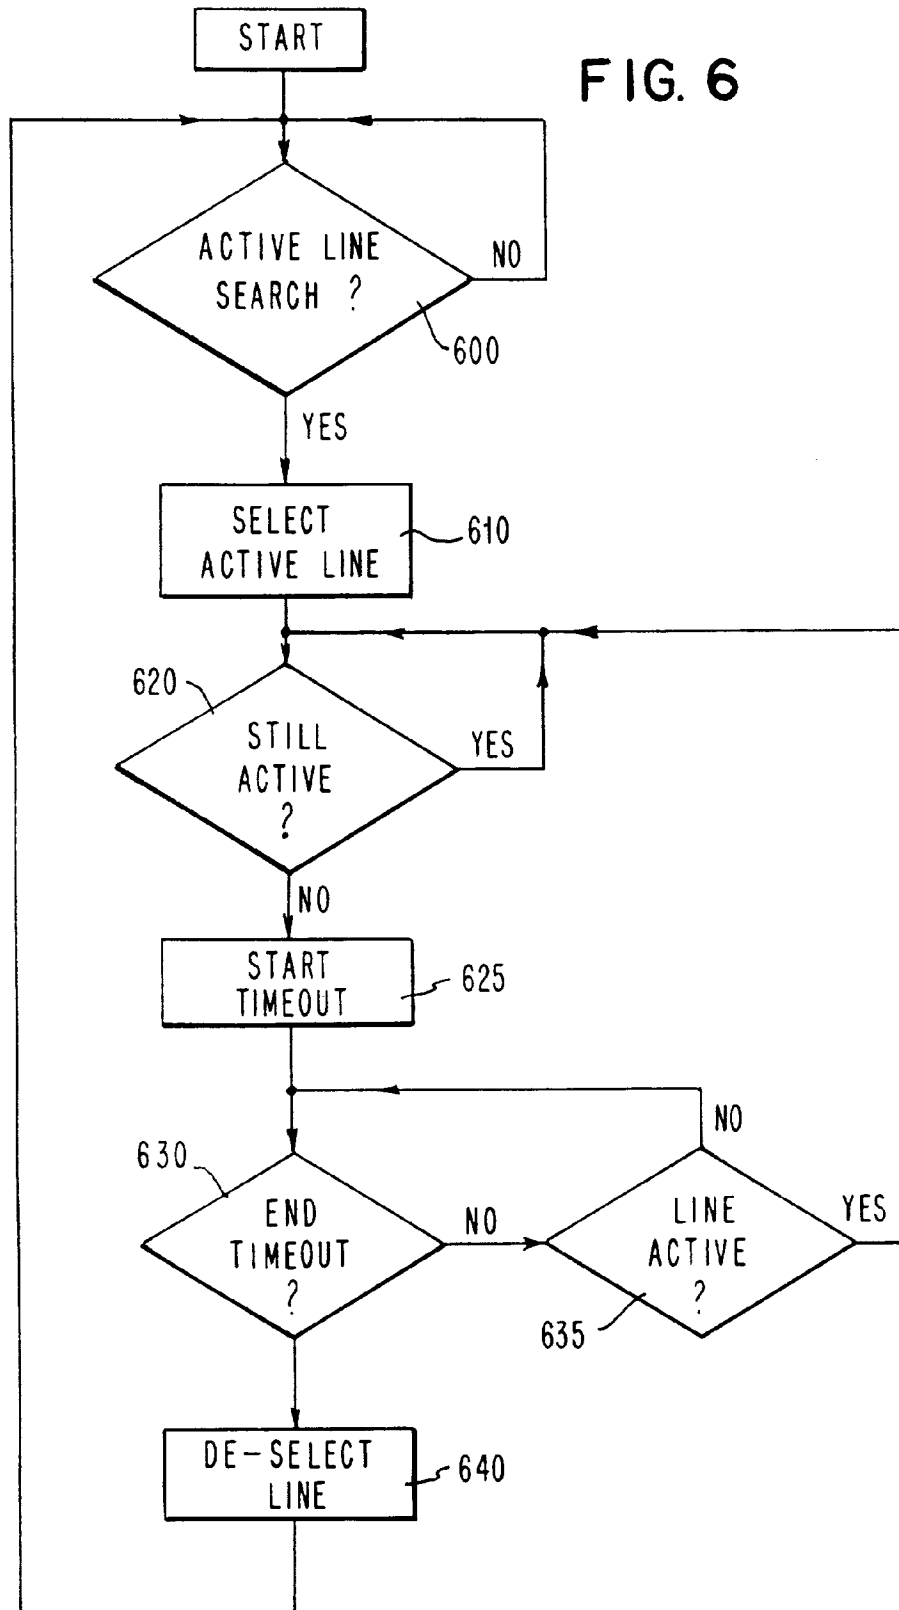 START
FIG. 6
ACTIVE LINE
SEARCH ?
NO
600
YES
SELECT
ACTIVE LINE
610
620
STILL
ACTIVE
?
YES
NO
START
TIMEOUT
625
630
END
TIMEOUT
?
NO
LINE
ACTIVE
?
NO
YES
635
DE-SELECT
LINE
640